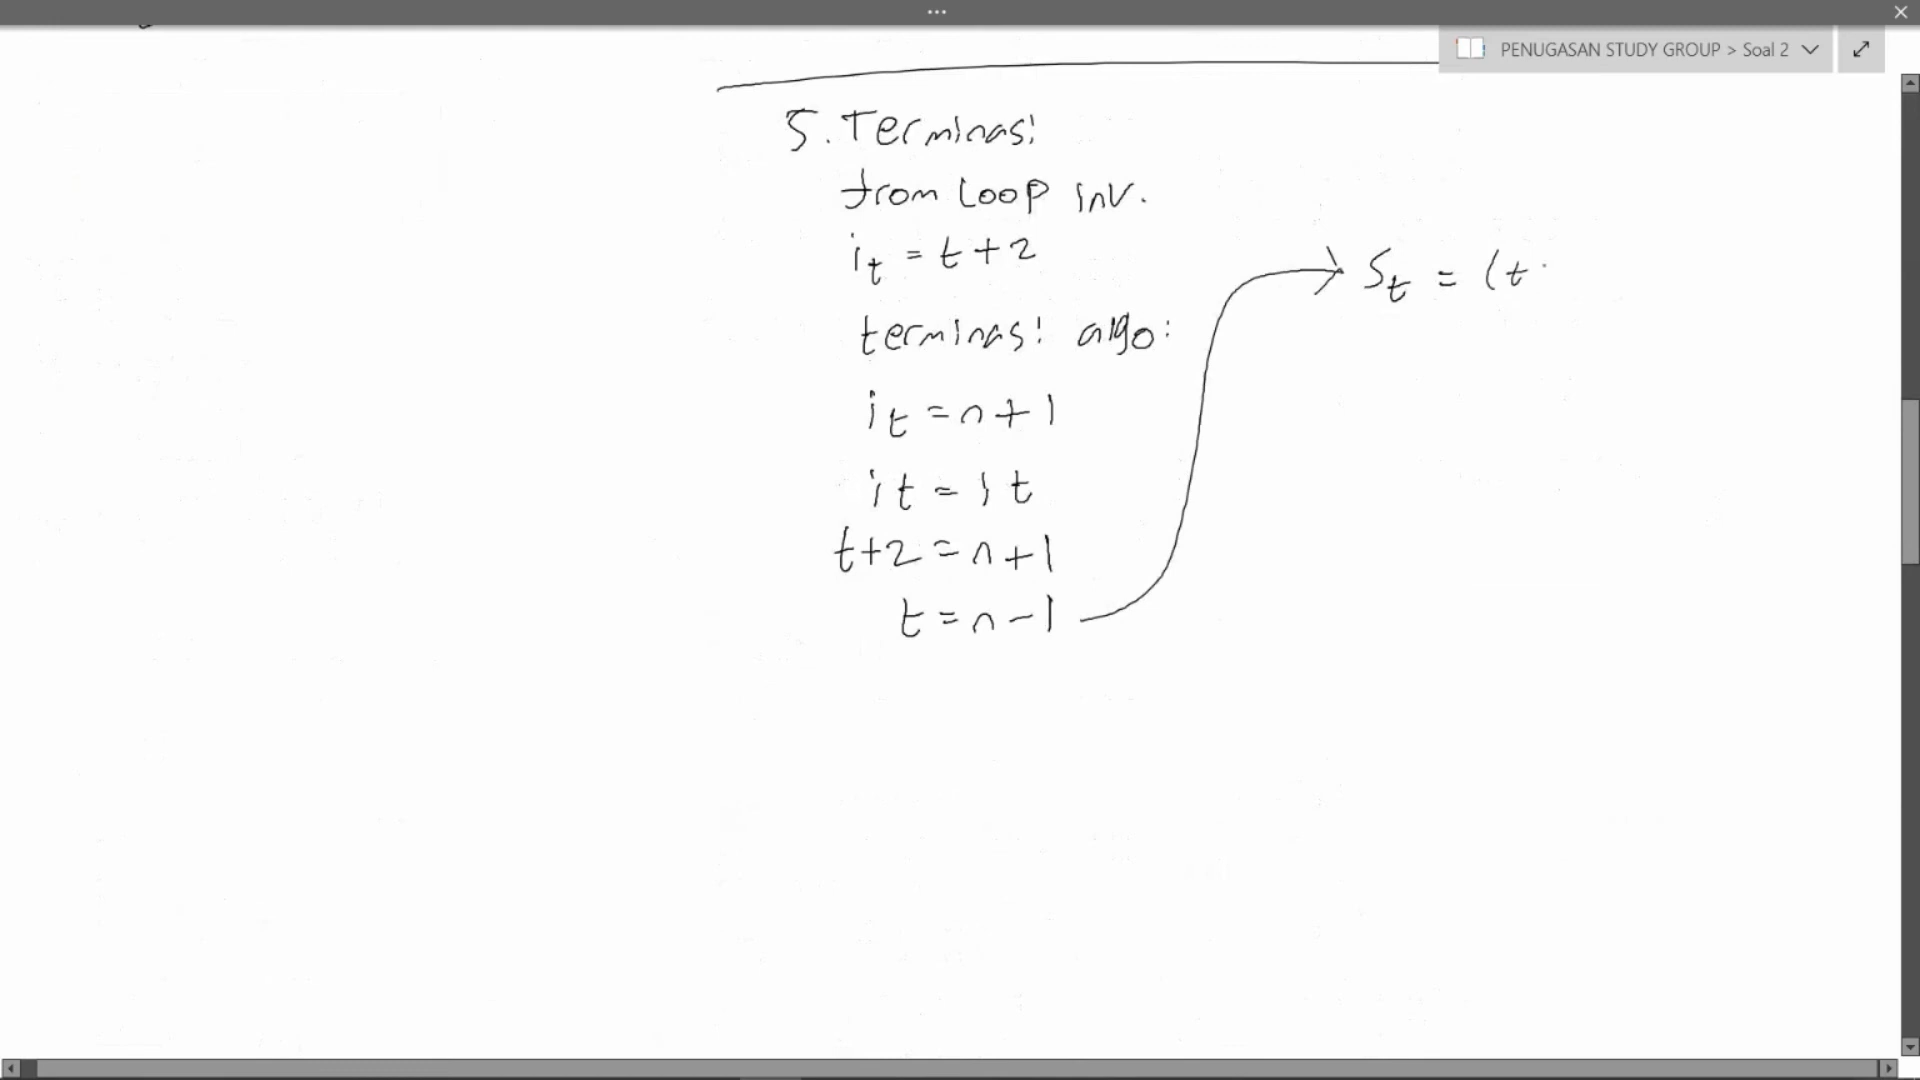 PENUGASAN STUDY GROUP > Soal 2
5. Terminasi
from Loop inv.
it = t+2
terminasi algo:
it = n+1
it = it
t+2 = n+1
t = n-1
St = (t